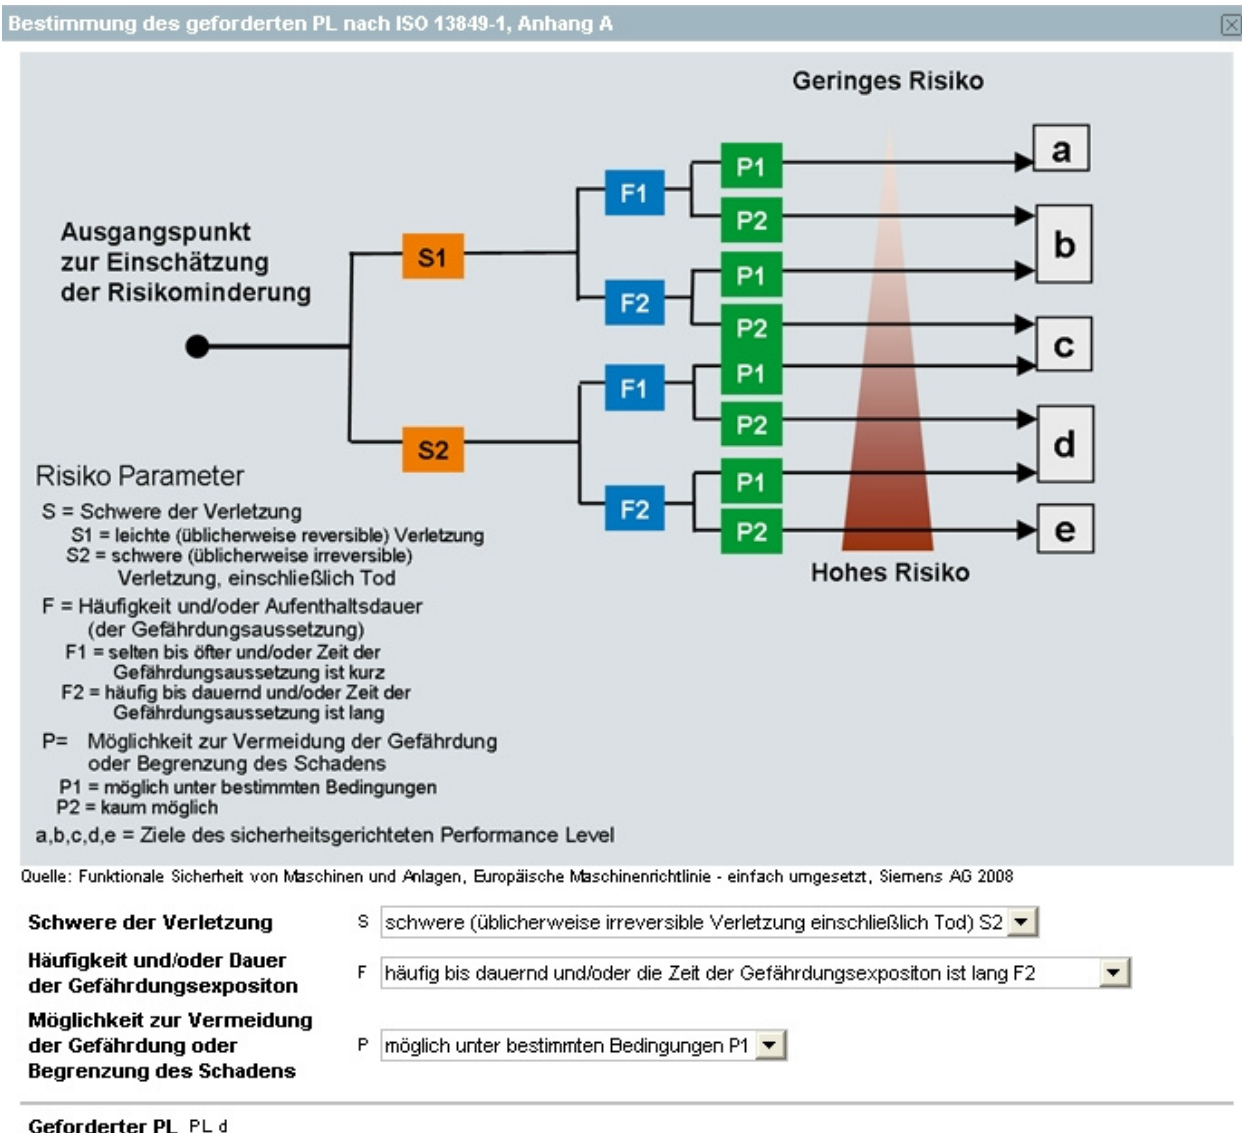 Bestimmung des geforderten PL nach ISO 13849-1, Anhang A
Geringes Risiko
Ausgangspunkt
zur Einschätzung
der Risikominderung
S1
S2
F1
F2
F1
F2
P1
P2
P1
P2
P1
P2
P1
P2
a
b
c
d
e
Hohes Risiko
Risiko Parameter
S = Schwere der Verletzung
S1 = leichte (üblicherweise reversible) Verletzung
S2 = schwere (üblicherweise irreversible)
Verletzung, einschließlich Tod
F = Häufigkeit und/oder Aufenthaltsdauer
(der Gefährdungsaussetzung)
F1 = selten bis öfter und/oder Zeit der
Gefährdungsaussetzung ist kurz
F2 = häufig bis dauernd und/oder Zeit der
Gefährdungsaussetzung ist lang
P= Möglichkeit zur Vermeidung der Gefährdung
oder Begrenzung des Schadens
P1 = möglich unter bestimmten Bedingungen
P2 = kaum möglich
a,b,c,d,e = Ziele des sicherheitsgerichteten Performance Level
Quelle: Funktionale Sicherheit von Maschinen und Anlagen, Europäische Maschinenrichtlinie - einfach umgesetzt, Siemens AG 2008
Schwere der Verletzung S schwere (üblicherweise irreversible Verletzung einschließlich Tod) S2
Häufigkeit und/oder Dauer
der Gefährdungsexpositon F häufig bis dauernd und/oder die Zeit der Gefährdungsexpositon ist lang F2
Möglichkeit zur Vermeidung
der Gefährdung oder P möglich unter bestimmten Bedingungen P1
Begrenzung des Schadens
Geforderter PL PL d